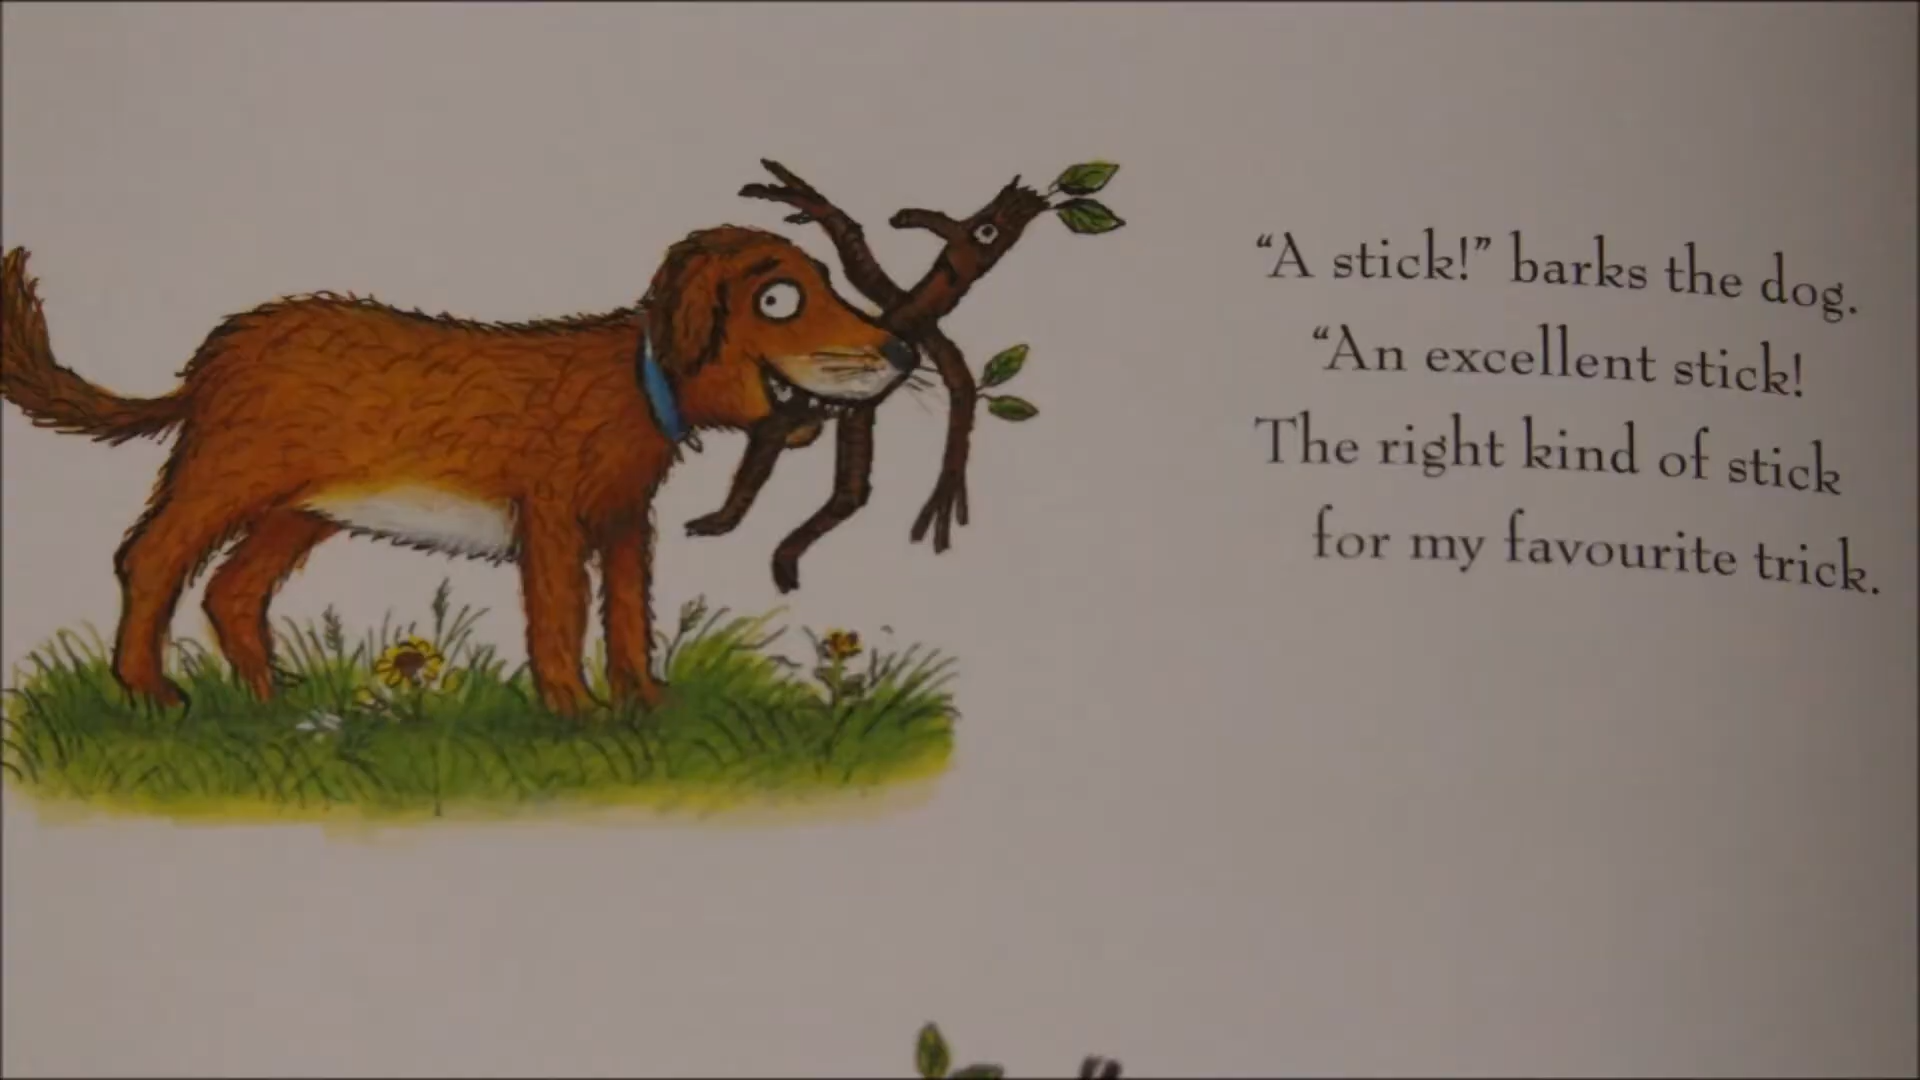 “A stick!” barks the dog.
“An excellent stick!
The right kind of stick
for my favourite trick.